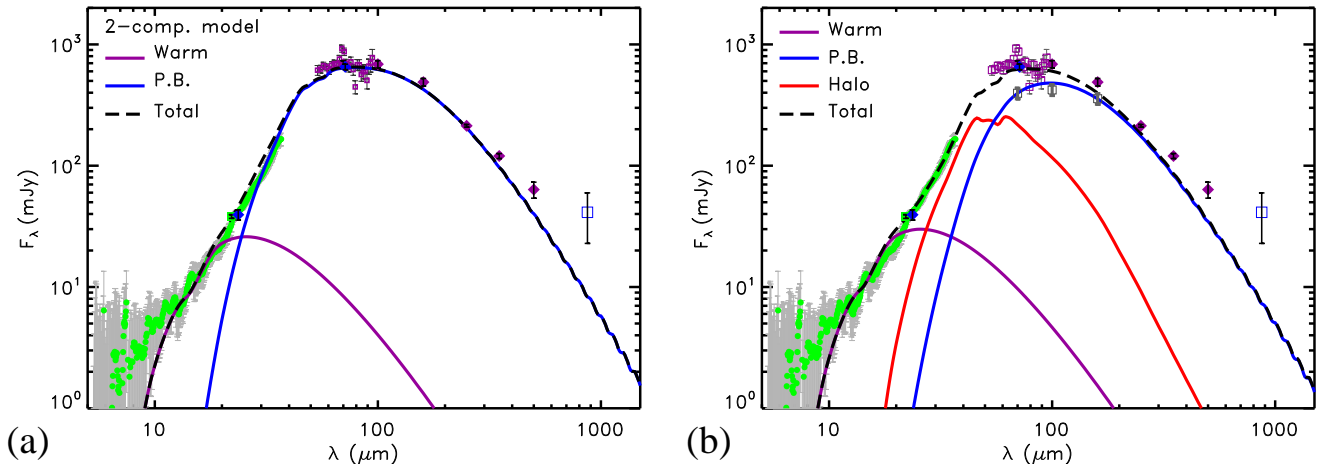 2-comp. model
Warm
P.B.
Total
10³
10²
10¹
10⁰
F_λ (mJy)
10
100
1000
λ (μm)
(a)
Warm
P.B.
Halo
Total
10³
10²
10¹
10⁰
F_λ (mJy)
10
100
1000
λ (μm)
(b)